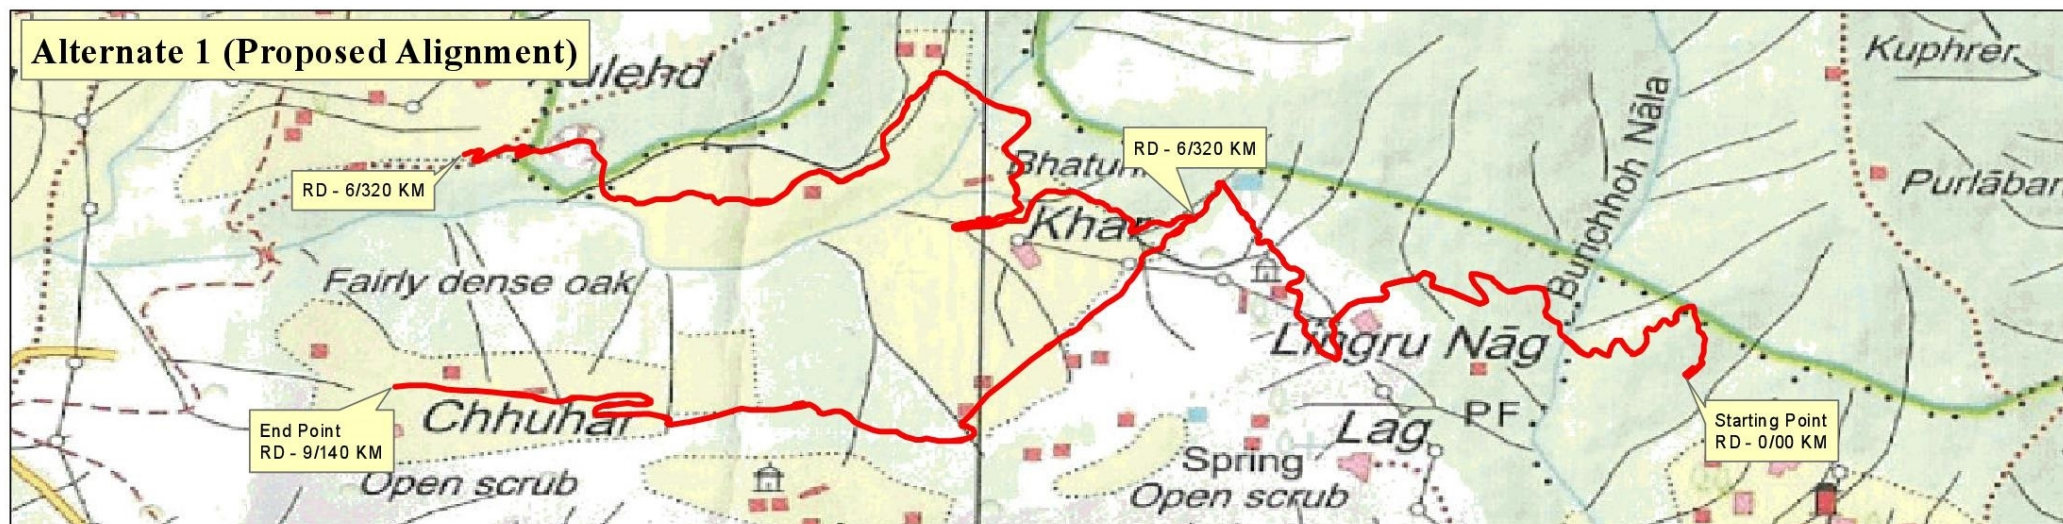 Alternate 1 (Proposed Alignment)
Kuphrer
RD - 6/320 KM
Purlābar
RD - 6/320 KM
Burichhoh Nāla
Khar
Fairly dense oak
Lingru Nāg
Chhuhar
PF
Starting Point
RD - 0/00 KM
End Point
RD - 9/140 KM
Lag
Spring
Open scrub
Open scrub